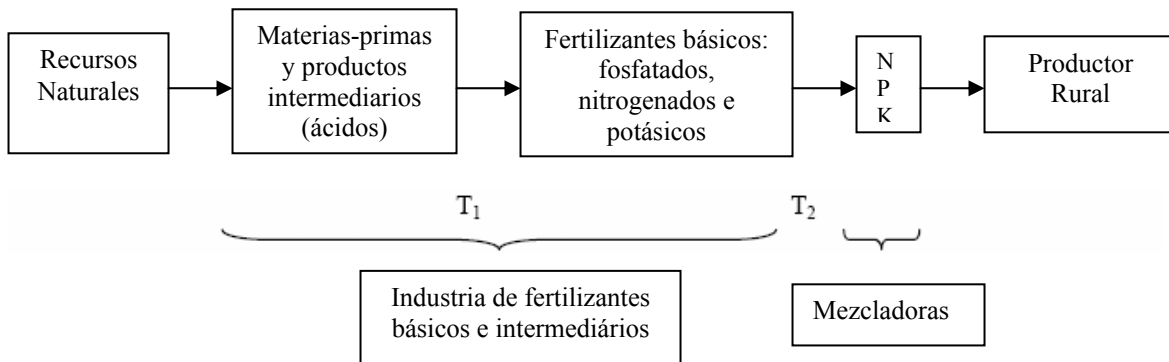 Recursos
Naturales
Materias-primas
y productos
intermediarios
(ácidos)
Fertilizantes básicos:
fosfatados,
nitrogenados e
potásicos
N
P
K
Productor
Rural
T₁
T₂
Industria de fertilizantes
básicos e intermediários
Mezcladoras